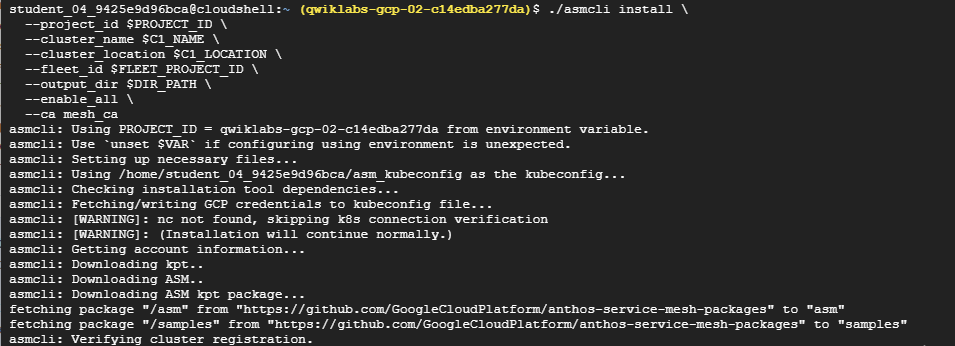 student_04_9425e9d96bca@cloudshell:~ (qwiklabs-gcp-02-c14edba277da)$ ./asmcli install \
--project_id $PROJECT_ID \
--cluster_name $C1_NAME \
--cluster_location $C1_LOCATION \
--fleet_id $FLEET_PROJECT_ID \
--output_dir $DIR_PATH \
--enable_all \
--ca mesh_ca
asmcli: Using PROJECT_ID = qwiklabs-gcp-02-c14edba277da from environment variable.
asmcli: Use `unset $VAR` if configuring using environment is unexpected.
asmcli: Setting up necessary files...
asmcli: Using /home/student_04_9425e9d96bca/asm_kubeconfig as the kubeconfig...
asmcli: Checking installation tool dependencies...
asmcli: Fetching/writing GCP credentials to kubeconfig file...
asmcli: [WARNING]: nc not found, skipping k8s connection verification
asmcli: [WARNING]: (Installation will continue normally.)
asmcli: Getting account information...
asmcli: Downloading kpt..
asmcli: Downloading ASM..
asmcli: Downloading ASM kpt package...
fetching package "/asm" from "https://github.com/GoogleCloudPlatform/anthos-service-mesh-packages" to "asm"
fetching package "/samples" from "https://github.com/GoogleCloudPlatform/anthos-service-mesh-packages" to "samples"
asmcli: Verifying cluster registration.